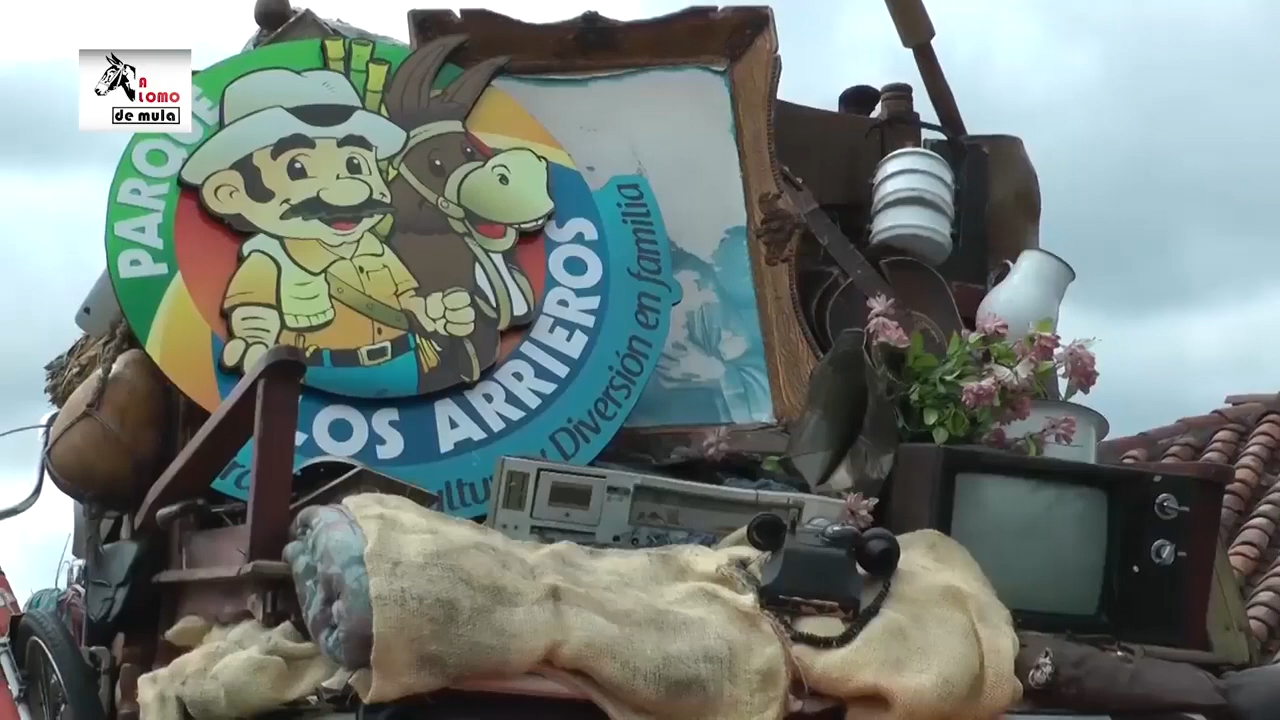 A
LOMO
de mula
PARQUE
LOS ARRIEROS
Diversión en familia